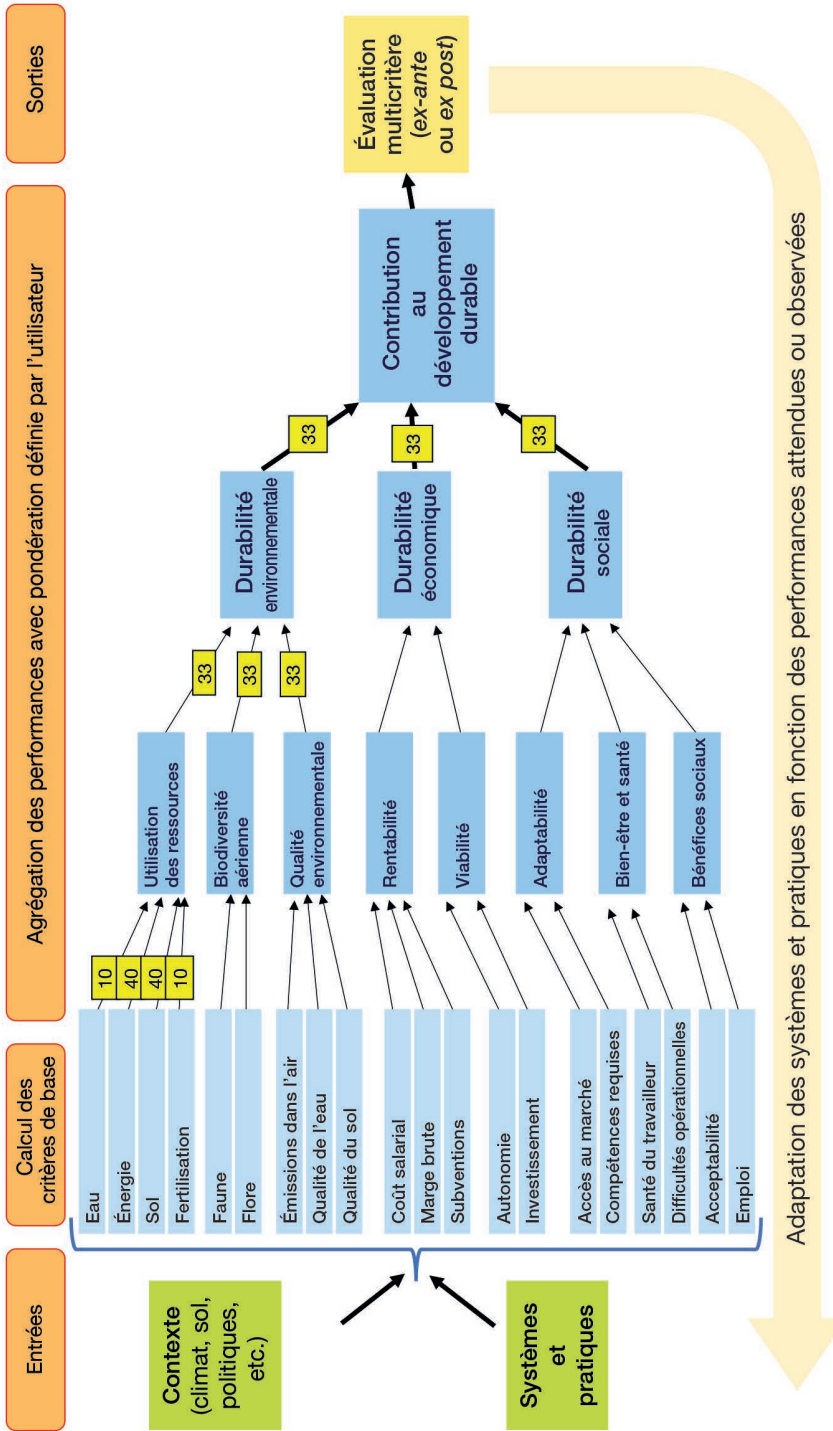 Entrées
Calcul des
critères de base
Agrégation des performances avec pondération définie par l'utilisateur
Sorties
Contexte
(climat, sol,
politiques,
etc.)
Systèmes
et
pratiques
Eau
Énergie
Sol
Fertilisation
Faune
Flore
Émissions dans l'air
Qualité de l'eau
Qualité du sol
Coût salarial
Marge brute
Subventions
Autonomie
Investissement
Accès au marché
Compétences requises
Santé du travailleur
Difficultés opérationnelles
Acceptabilité
Emploi
10
40
40
10
Utilisation
des ressources
Biodiversité
aérienne
Qualité
environnementale
Rentabilité
Viabilité
Adaptabilité
Bien-être et santé
Bénéfices sociaux
33
33
33
Durabilité
environnementale
Durabilité
économique
Durabilité
sociale
33
33
33
Contribution
au
développement
durable
Évaluation
multicritère
(ex-ante
ou ex post)
Adaptation des systèmes et pratiques en fonction des performances attendues ou observées